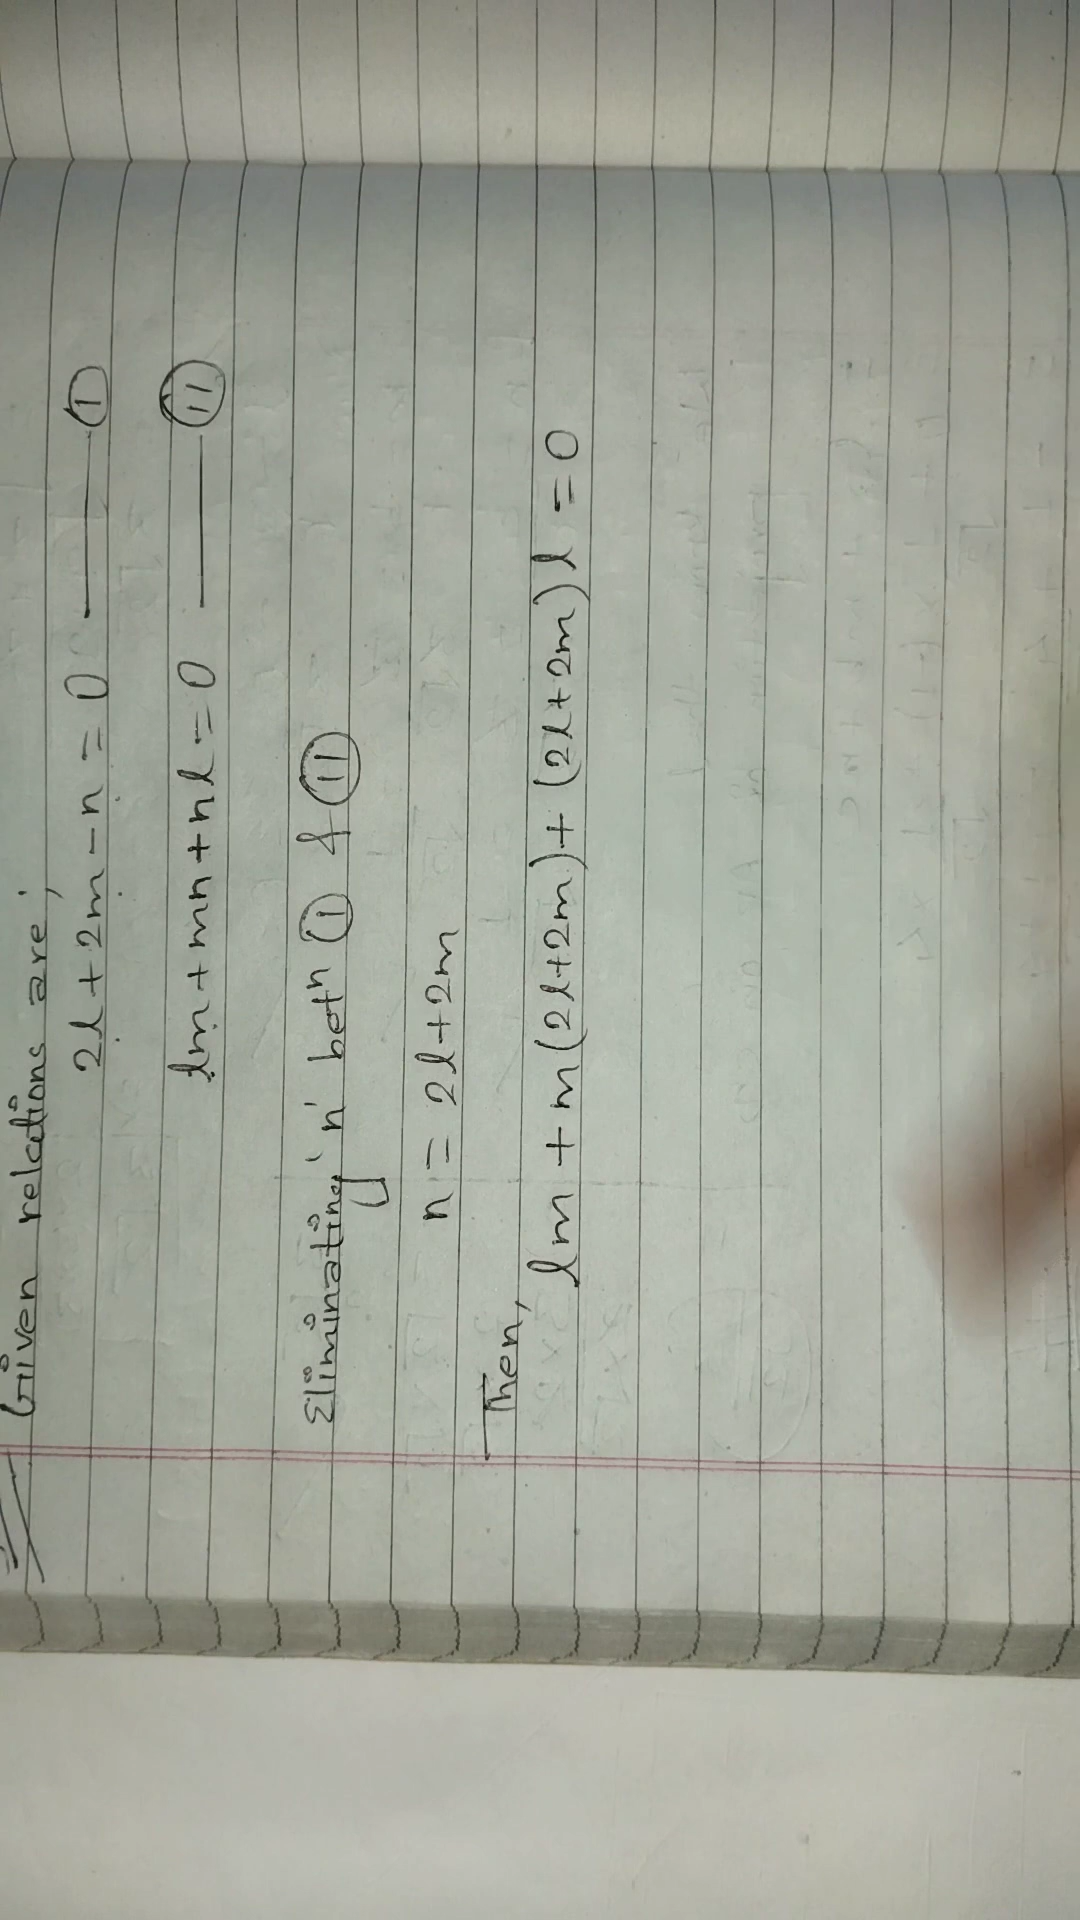 Given relations are,
2l + 2m - n = 0 —— (I)
lm + mn + nl = 0 —— (II)
Eliminating 'n' betn (I) & (II)
n = 2l + 2m
Then,
lm + m(2l + 2m) + (2l + 2m) l = 0